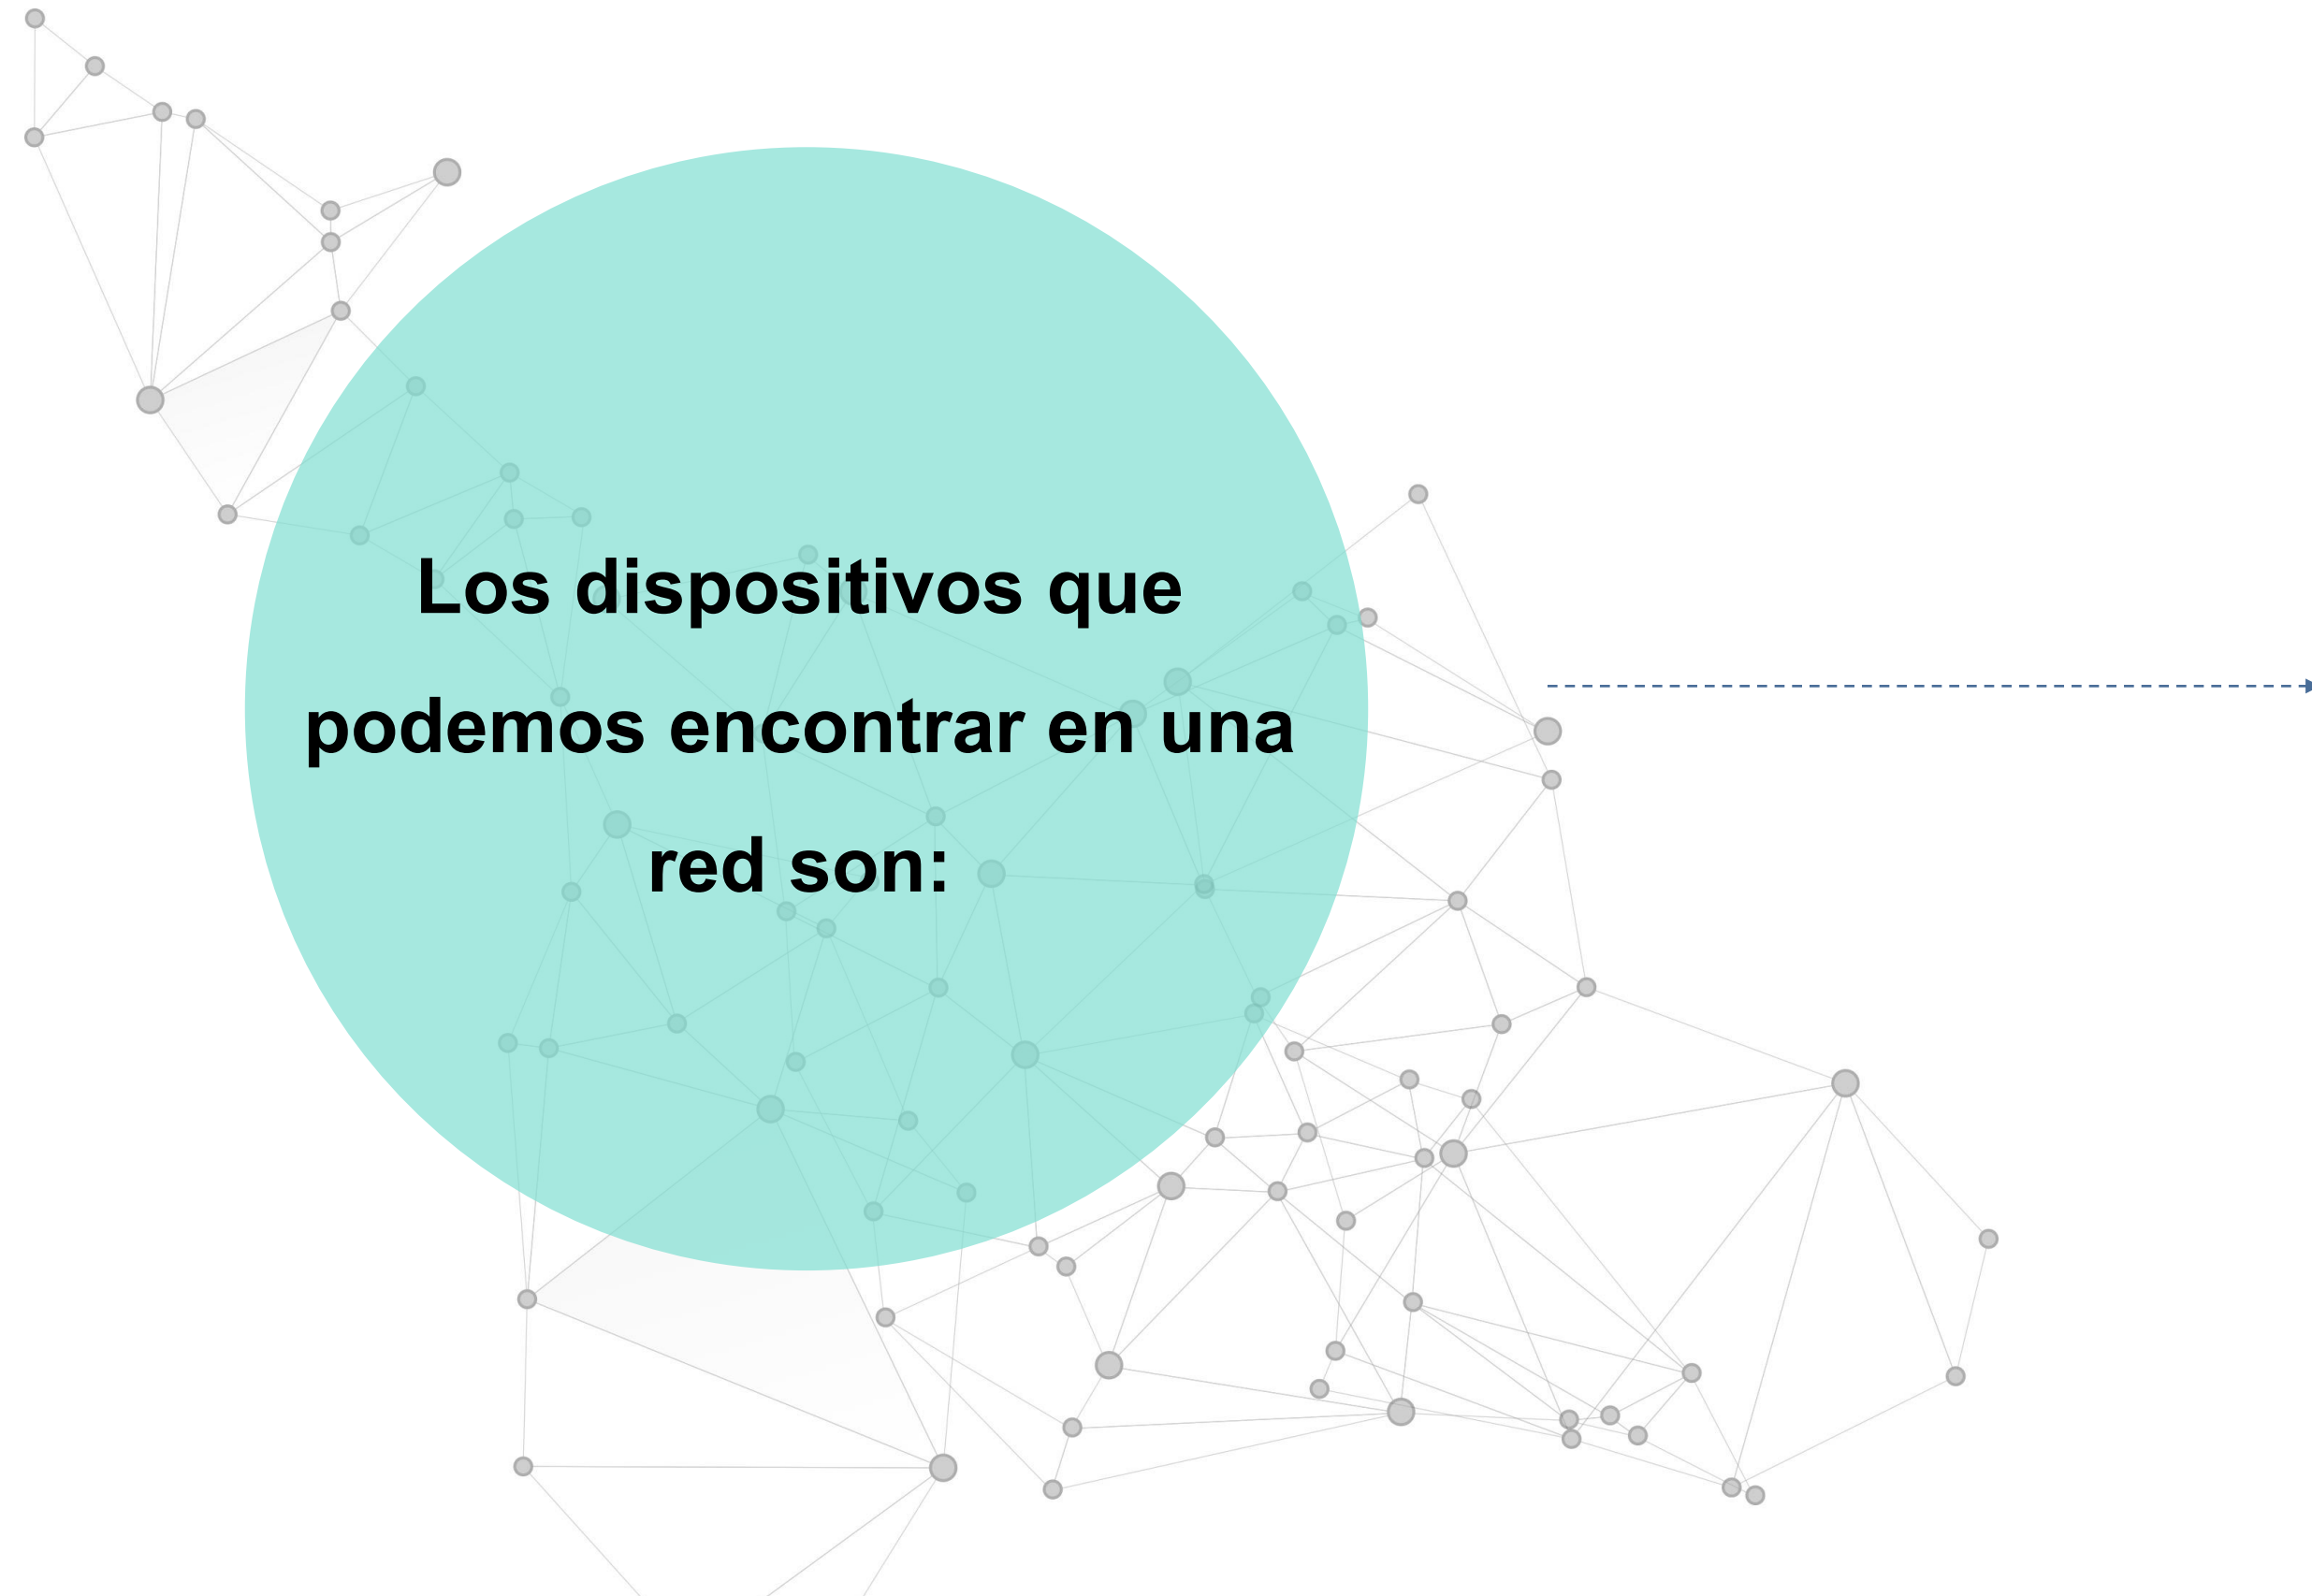 Los dispositivos que
podemos encontrar en una
red son: